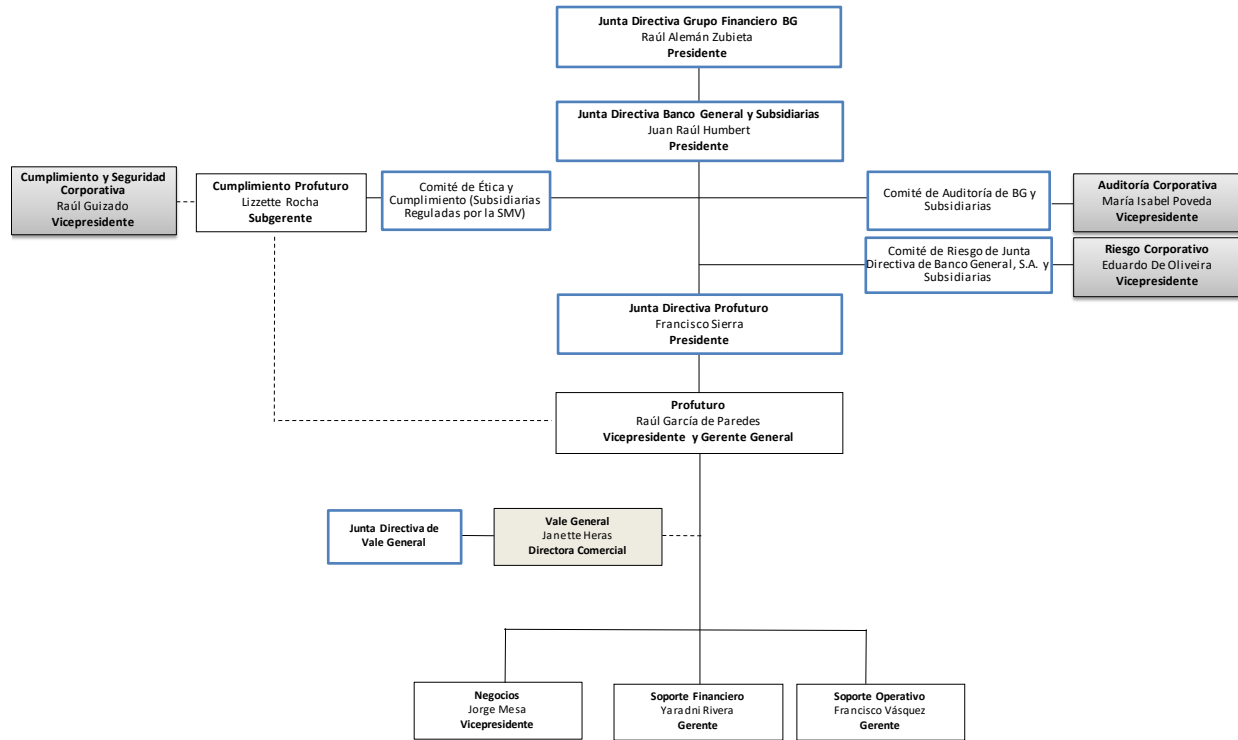 Junta Directiva Grupo Financiero BG
Raúl Alemán Zubieta
Presidente
Junta Directiva Banco General y Subsidiarias
Juan Raúl Humbert
Presidente
Cumplimiento y Seguridad
Corporativa
Raúl Guizado
Vicepresidente
Cumplimiento Profuturo
Lizzette Rocha
Subgerente
Comité de Ética y
Cumplimiento (Subsidiarias
Reguladas por la SMV)
Comité de Auditoría de BG y
Subsidiarias
Auditoría Corporativa
María Isabel Poveda
Vicepresidente
Comité de Riesgo de Junta
Directiva de Banco General, S.A. y
Subsidiarias
Riesgo Corporativo
Eduardo De Oliveira
Vicepresidente
Junta Directiva Profuturo
Francisco Sierra
Presidente
Profuturo
Raúl García de Paredes
Vicepresidente y Gerente General
Junta Directiva de
Vale General
Vale General
Janette Heras
Directora Comercial
Negocios
Jorge Mesa
Vicepresidente
Soporte Financiero
Yaradni Rivera
Gerente
Soporte Operativo
Francisco Vásquez
Gerente